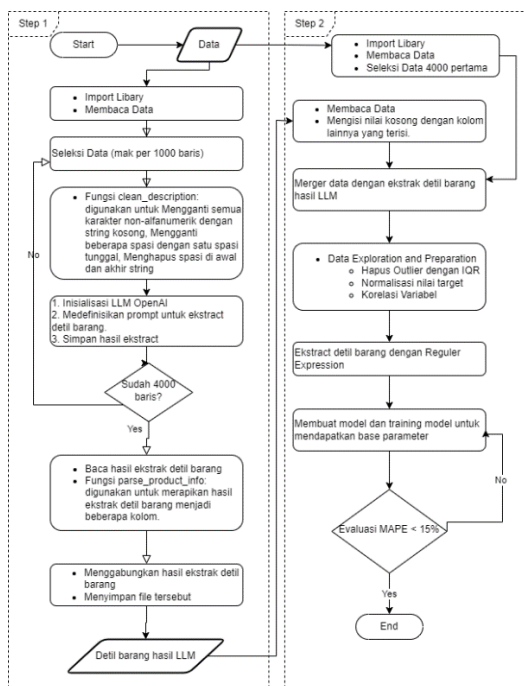 Step 1
Start
Data
Import Libary
Membaca Data
Seleksi Data (mak per 1000 baris)
Fungsi clean_description:
digunakan untuk Mengganti semua
karakter non-alfanumerik dengan
string kosong, Mengganti
beberapa spasi dengan satu spasi
tunggal, Menghapus spasi di awal
dan akhir string
No
1. Inisialisasi LLM OpenAI
2. Medefinisikan prompt untuk ekstract
detil barang.
3. Simpan hasil ekstract
Sudah 4000
baris?
Yes
Baca hasil ekstrak detil barang
Fungsi parse_product_info:
digunakan untuk merapikan hasil
ekstrak detil barang menjadi
beberapa kolom.
Menggabungkan hasil ekstrak detil
barang
Menyimpan file tersebut
Detil barang hasil LLM
Step 2
Import Libary
Membaca Data
Seleksi Data 4000 pertama
Membaca Data
Mengisi nilai kosong dengan kolom
lainnya yang terisi.
Merger data dengan ekstrak detil barang
hasil LLM
Data Exploration and Preparation
Hapus Outlier dengan IQR
Normalisasi nilai target
Korelasi Variabel
Ekstract detil barang dengan Reguler
Expression
Membuat model dan training model untuk
mendapatkan base parameter
No
Evaluasi MAPE < 15%
Yes
End